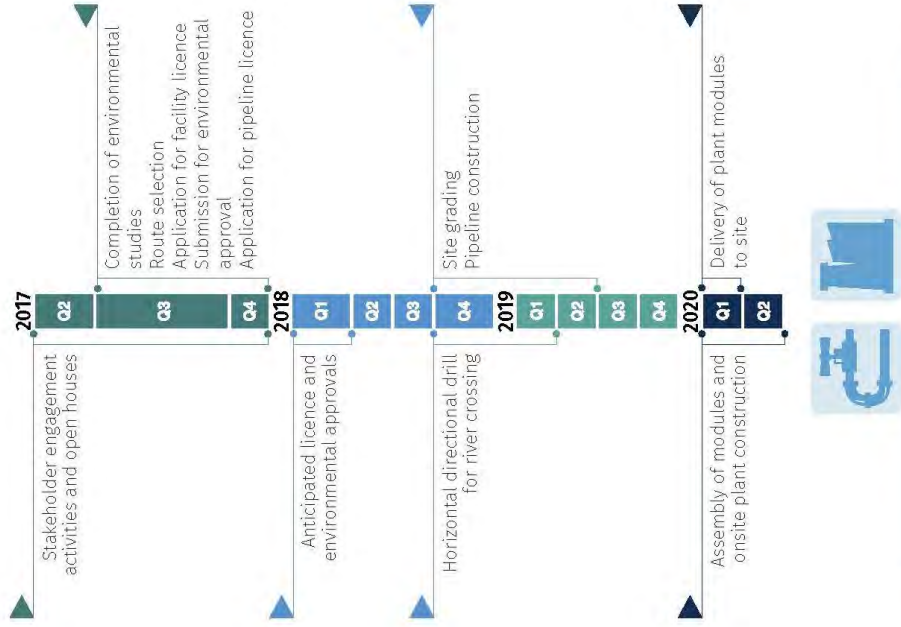 Stakeholder engagement
activities and open houses
2017
Q2
Q3
Q4
Completion of environmental
studies
Route selection
Application for facility licence
Submission for environmental
approval
Application for pipeline licence
Anticipated licence and
environmental approvals
2018
Q1
Q2
Q3
Q4
Horizontal directional drill
for river crossing
Site grading
Pipeline construction
2019
Q1
Q2
Q3
Q4
Assembly of modules and
onsite plant construction
2020
Q1
Q2
Delivery of plant modules
to site